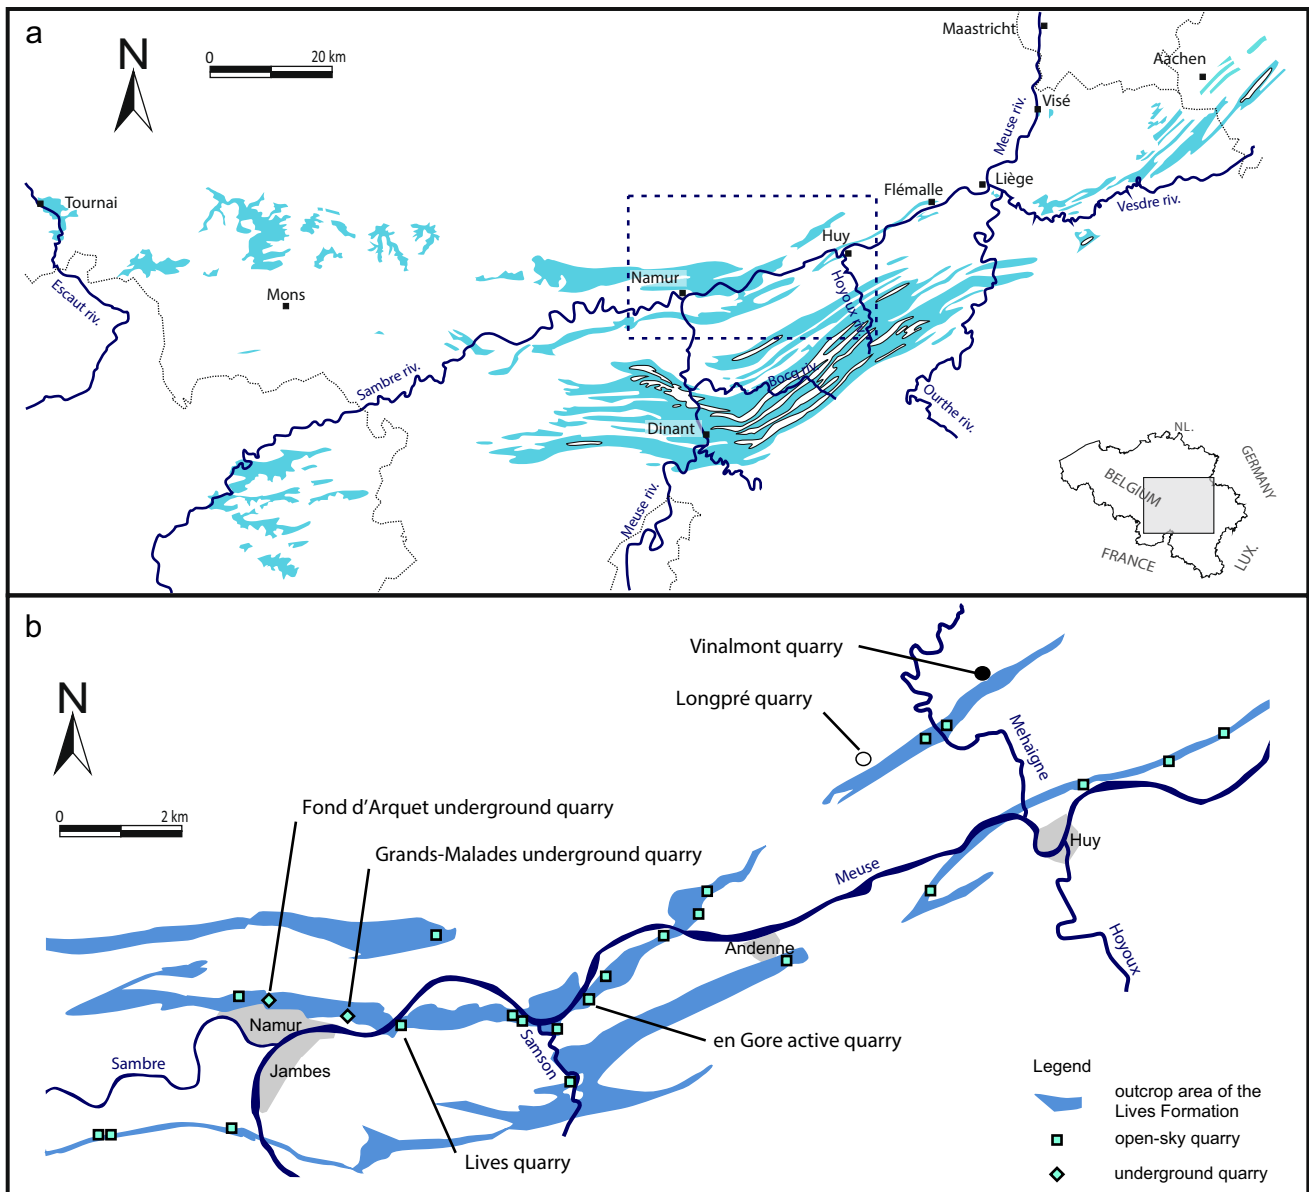 a
N
0 20 km
Maastricht
Aachen
Visé
Meuse riv.
Liège
Flémalle
Vesdre riv.
Tournai
Huy
Namur
Hoyoux riv.
Escaut riv.
Mons
Sambre riv.
Bocq riv.
Ourthe riv.
Dinant
Meuse riv.
NL.
BELGIUM
GERMANY
FRANCE
LUX.
b
N
0 2 km
Vinalmont quarry
Longpré quarry
Mehaigne
Fond d'Arquet underground quarry
Grands-Malades underground quarry
Huy
Meuse
Andenne
Hoyoux
Namur
Samson
en Gore active quarry
Sambre
Jambes
Lives quarry
Legend
outcrop area of the
Lives Formation
open-sky quarry
underground quarry